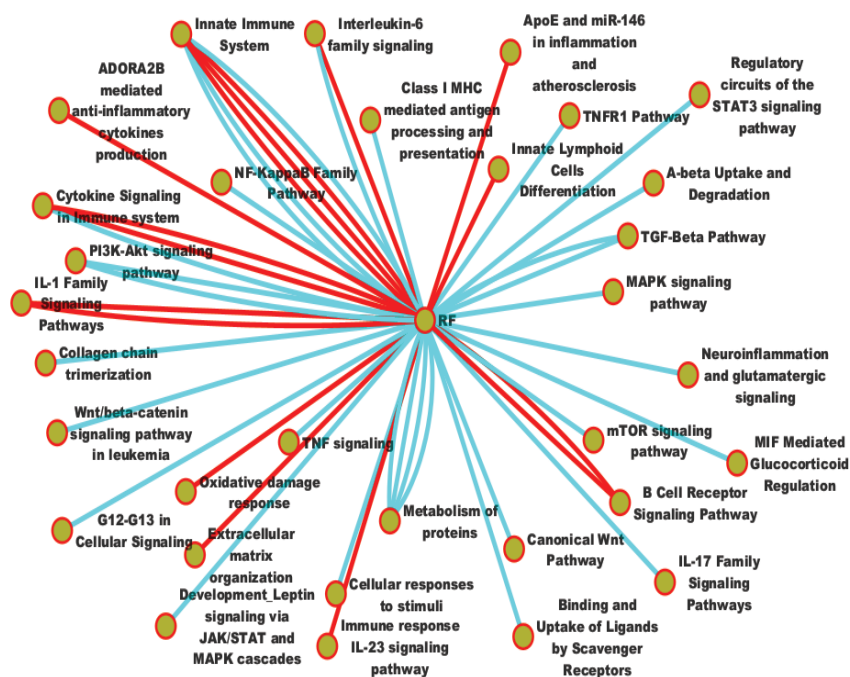 Innate Immune
System
Interleukin-6
family signaling
ApoE and miR-146
in inflammation
and
atherosclerosis
Regulatory
circuits of the
STAT3 signaling
pathway
ADORA2B
mediated
anti-inflammatory
cytokines
production
Class I MHC
mediated antigen
processing and
presentation
TNFR1 Pathway
Innate Lymphoid
Cells
Differentiation
NF-KappaB Family
Pathway
A-beta Uptake and
Degradation
Cytokine Signaling
in Immune system
TGF-Beta Pathway
PI3K-Akt signaling
pathway
IL-1 Family
Signaling
Pathways
MAPK signaling
pathway
RF
Collagen chain
trimerization
Neuroinflammation
and glutamatergic
signaling
Wnt/beta-catenin
signaling pathway
in leukemia
TNF signaling
mTOR signaling
pathway
MIF Mediated
Glucocorticoid
Regulation
Oxidative damage
response
B Cell Receptor
Signaling Pathway
G12-G13 in
Cellular Signaling
Metabolism of
proteins
Extracellular
matrix
organization
Canonical Wnt
Pathway
IL-17 Family
Signaling
Pathways
Development_Leptin
signaling via
JAK/STAT and
MAPK cascades
Cellular responses
to stimuli
Immune response
IL-23 signaling
pathway
Binding and
Uptake of Ligands
by Scavenger
Receptors